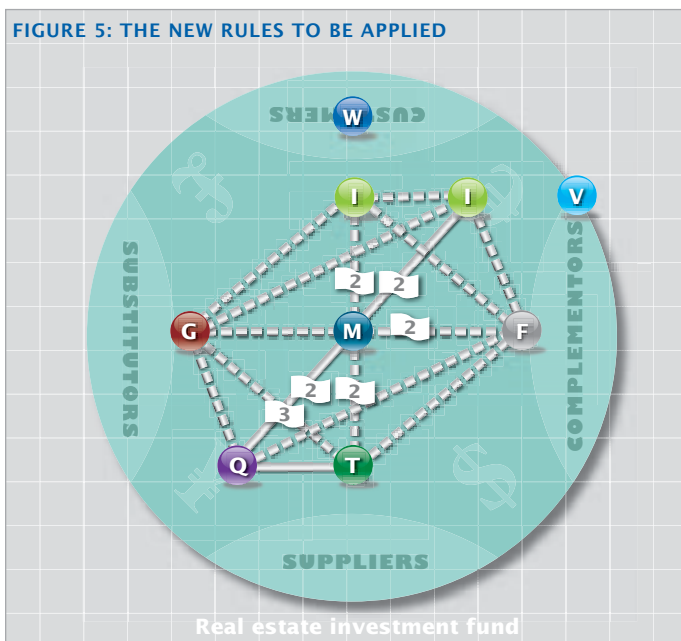 FIGURE 5: THE NEW RULES TO BE APPLIED
CUSTOMERS
W
I I V
SUBSTITUTORS
COMPLEMENTORS
2 2
G M 2 F
2 2
3
Q T
SUPPLIERS
Real estate investment fund